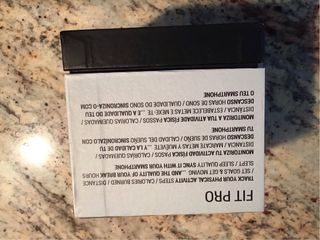 FIT PRO
TRACK YOUR PHYSICAL ACTIVITY STEPS / CALORIES BURNED / DISTANCE
/ SET GOALS & GET MOVING ...AND THE QUALITY OF YOUR BREAK HOURS
SLEPT / SLEEP QUALITY SYNC IT WITH YOUR SMARTPHONE
MONITORIZA TU ACTIVIDAD FÍSICA PASOS / CALORÍAS QUEMADAS /
DISTANCIA / MÁRCATE METAS Y MUÉVETE ...Y LA CALIDAD DE TU
DESCANSO HORAS DE SUEÑO / CALIDAD DEL SUEÑO SINCRONÍZALO CON
TU SMARTPHONE
MONITORIZA A TUA ATIVIDADE FÍSICA PASSOS / CALORIAS QUEIMADAS /
DISTÂNCIA / ESTABELECE METAS E MEXE-TE ...E A QUALIDADE DO TEU
DESCANSO HORAS DE SONO / QUALIDADE DO SONO SINCRONIZA-O COM
O TEU SMARTPHONE